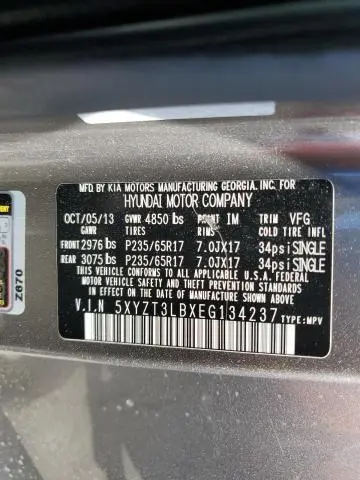 MFD.BY KIA MOTORS MANUFACTURING GEORGIA,INC.FOR
HYUNDAI MOTOR COMPANY
OCT/05/13 GVWR 4850 lbs PAINT IM TRIM VFG
GAWR TIRES RIMS COLD TIRE INFL
FRONT 2976 lbs P235/65R17 7.0JX17 34psi SINGLE
REAR 3075 lbs P235/65R17 7.0JX17 34psi SINGLE
THIS VEHICLE CONFORMS TO ALL APPLICABLE U.S.A. FEDERAL
MOTOR VEHICLE SAFETY AND THEFT PREVENTION STANDARDS
IN EFFECT ON THE DATE OF MANUFACTURE SHOWN ABOVE.
V.I.N 5XYZT3LBXEG134237 TYPE:MPV
Z670